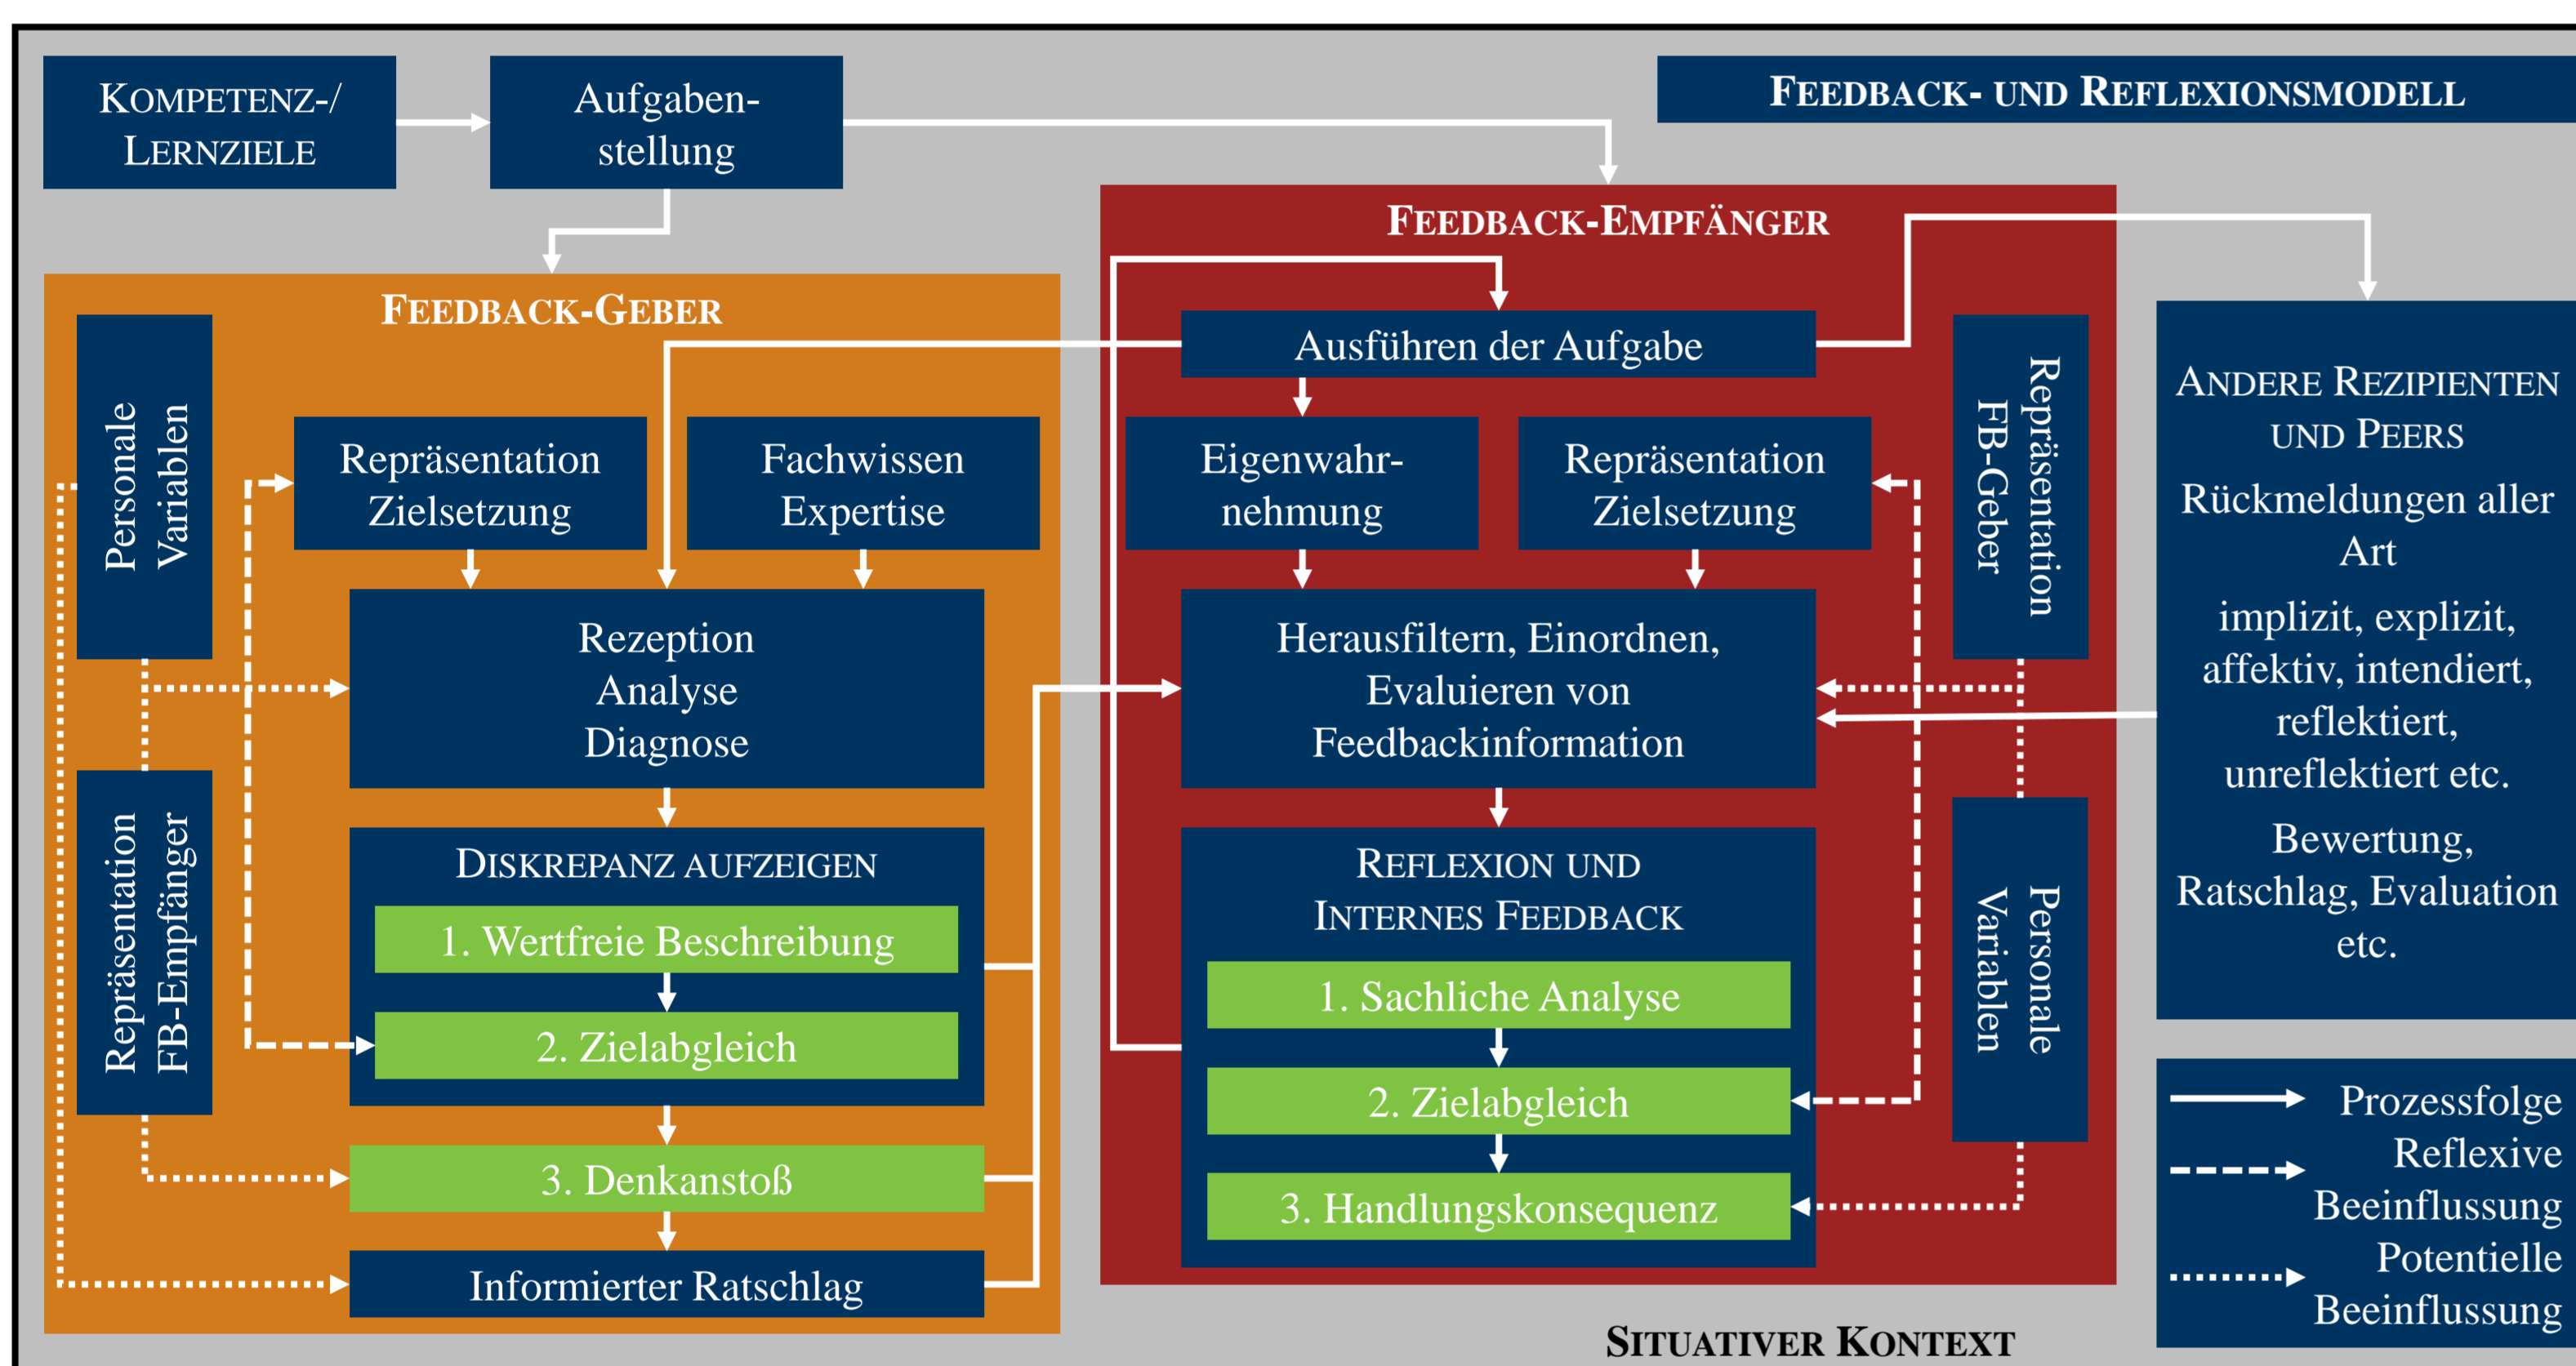 KOMPETENZ-/
LERNZIELE
Aufgaben-
stellung
FEEDBACK- UND REFLEXIONSMODELL
FEEDBACK-GEBER
Personale
Variablen
Repräsentation
Zielsetzung
Fachwissen
Expertise
Rezeption
Analyse
Diagnose
Repräsentation
FB-Empfänger
DISKREPANZ AUFZEIGEN
1. Wertfreie Beschreibung
2. Zielabgleich
3. Denkanstoß
Informierter Ratschlag
FEEDBACK-EMPFÄNGER
Ausführen der Aufgabe
Eigenwahr-
nehmung
Repräsentation
Zielsetzung
Repräsentation
FB-Geber
Herausfiltern, Einordnen,
Evaluieren von
Feedbackinformation
REFLEXION UND
INTERNES FEEDBACK
1. Sachliche Analyse
2. Zielabgleich
3. Handlungskonsequenz
Personale
Variablen
ANDERE REZIPIENTEN
UND PEERS
Rückmeldungen aller
Art
implizit, explizit,
affektiv, intendiert,
reflektiert,
unreflektiert etc.
Bewertung,
Ratschlag, Evaluation
etc.
Prozessfolge
Reflexive
Beeinflussung
Potentielle
Beeinflussung
SITUATIVER KONTEXT